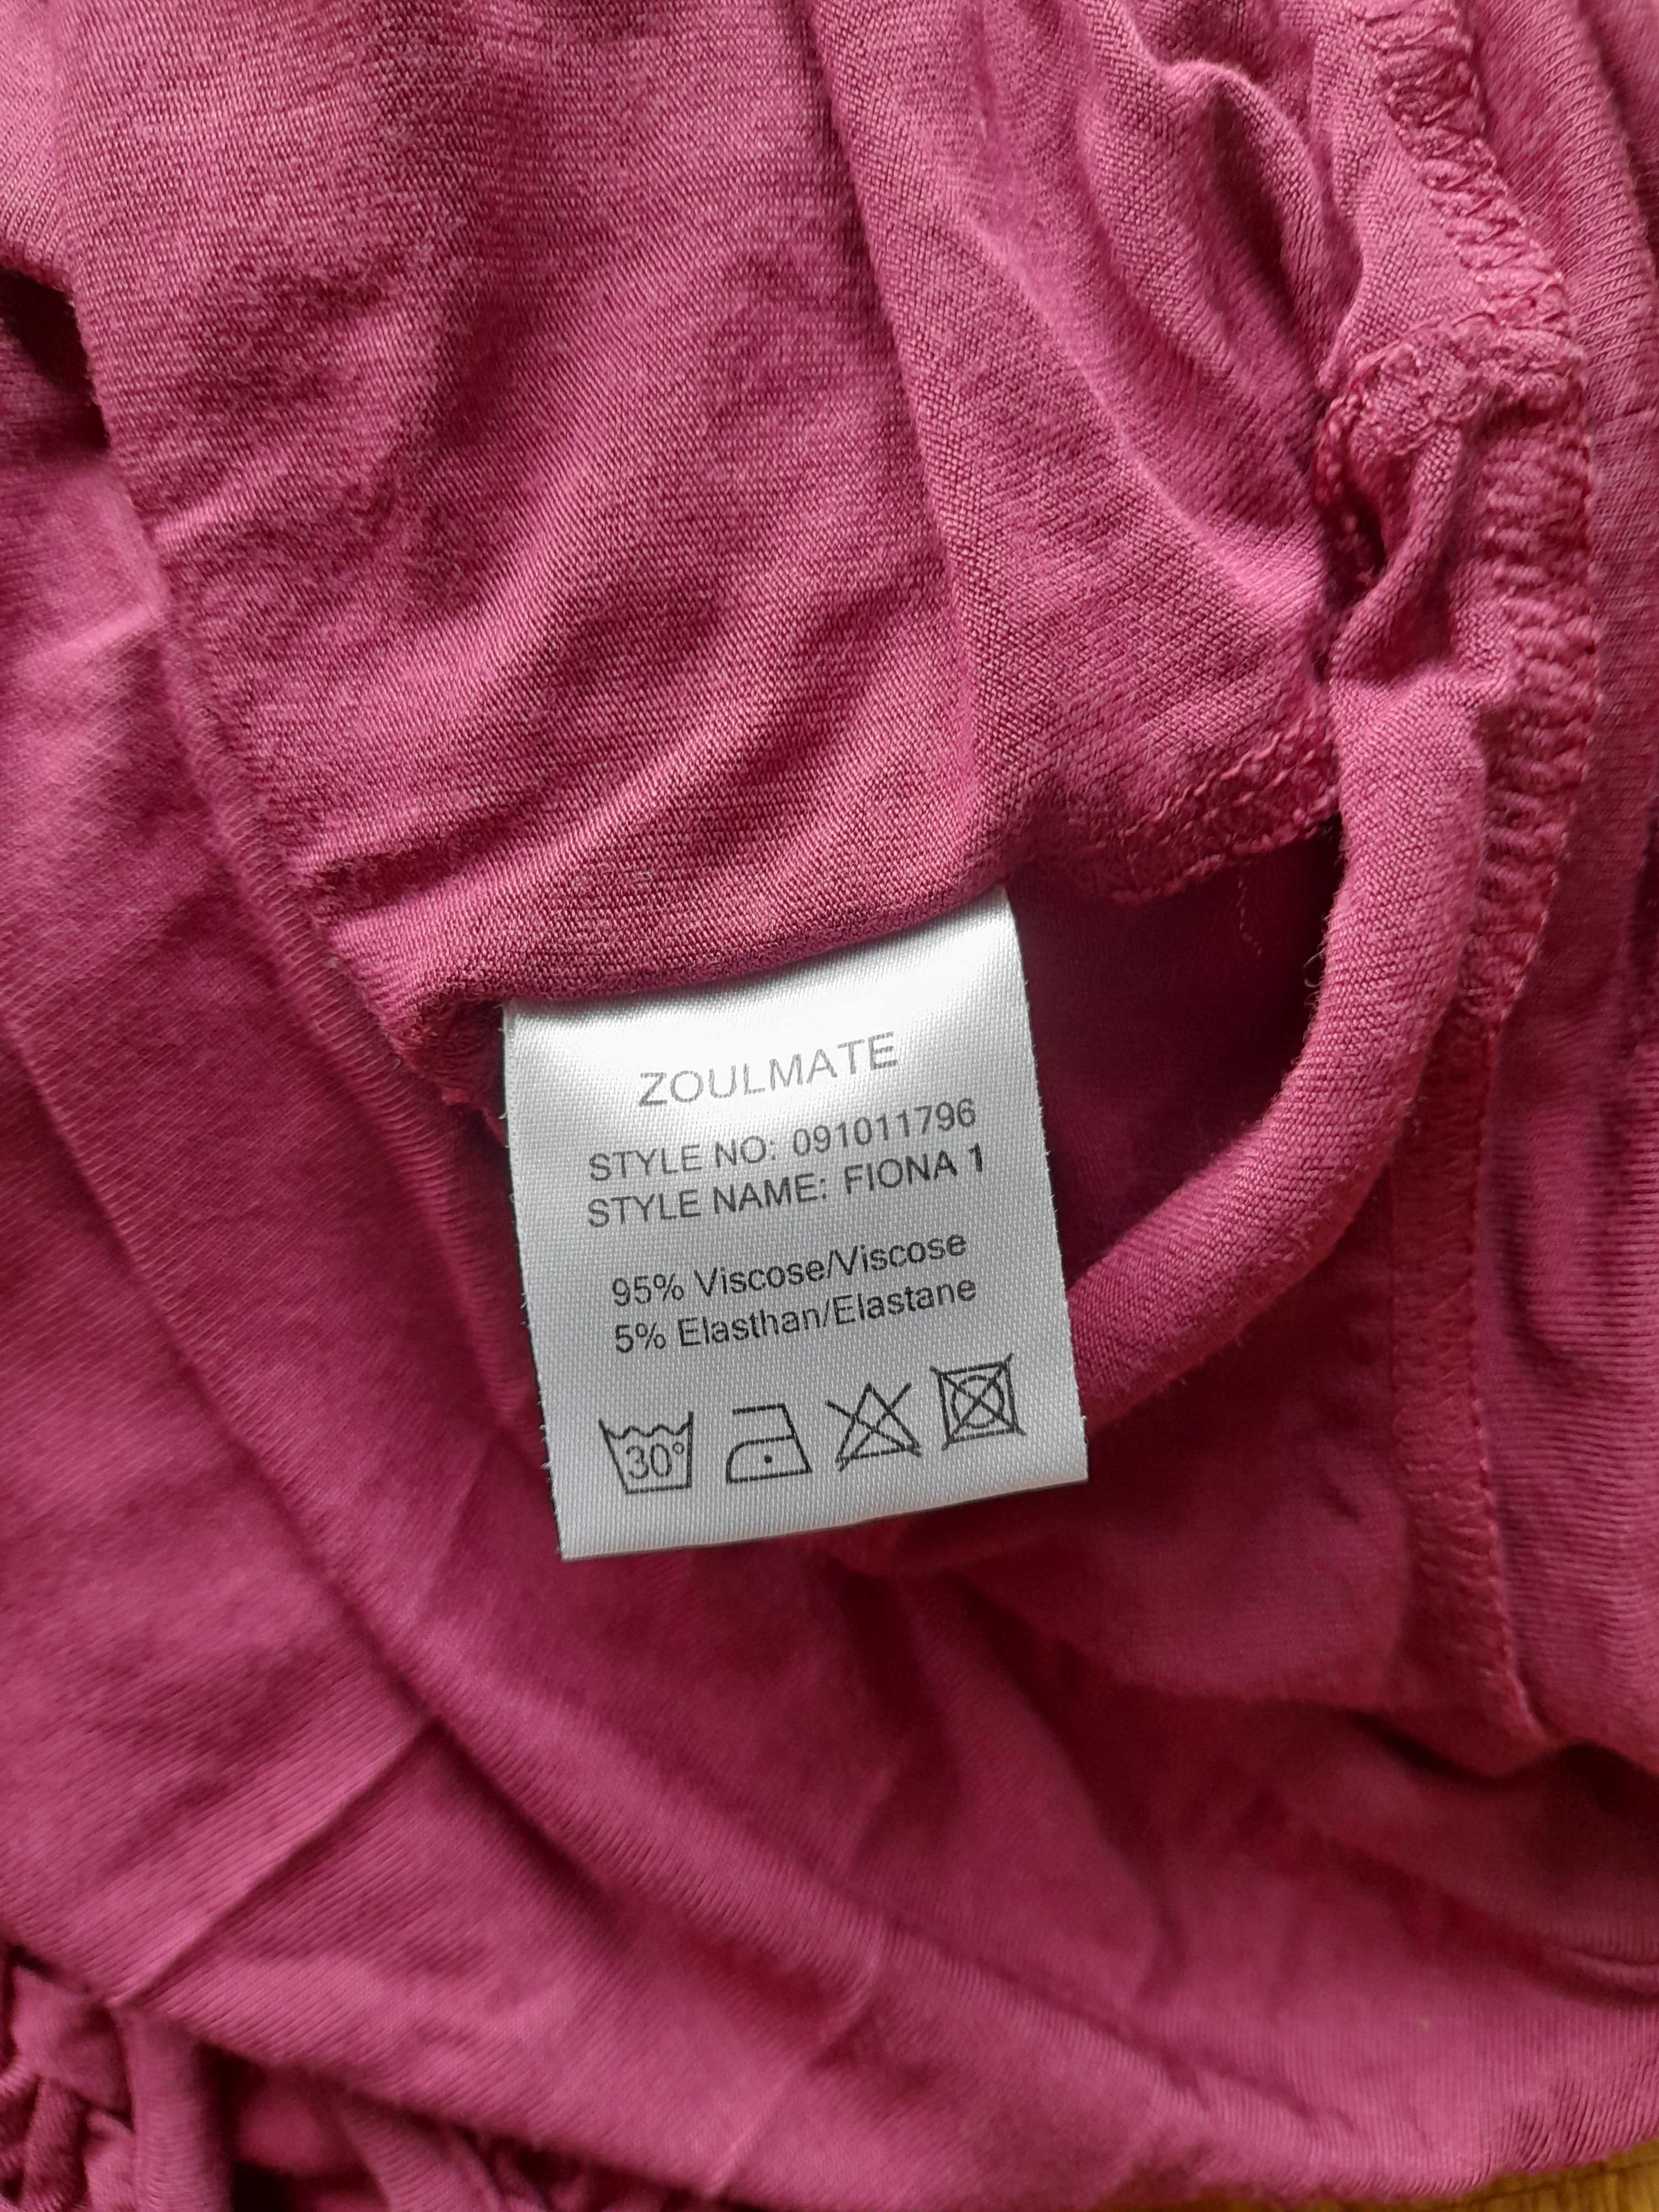 ZOULMATE
STYLE NO: 091011796
STYLE NAME: FIONA 1
95% Viscose/Viscose
5% Elasthan/Elastane
30°